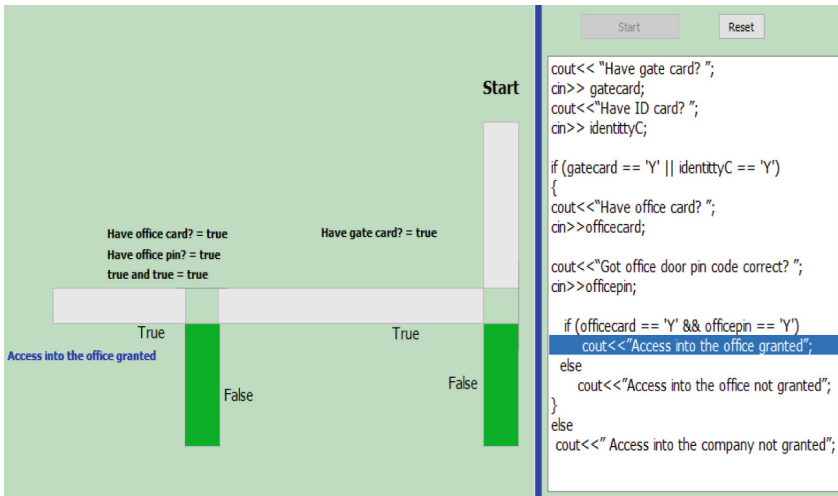 Start
Have office card? = true
Have office pin? = true
true and true = true
Have gate card? = true
True
True
Access into the office granted
False
False
Start
Reset
cout<< “Have gate card? ”;
cin>> gatecard;
cout<<“Have ID card? ”;
cin>> identittyC;
if (gatecard == 'Y' || identittyC == 'Y')
{
cout<<“Have office card? ”;
cin>>officecard;
cout<<“Got office door pin code correct? ”;
cin>>officepin;
if (officecard == 'Y' && officepin == 'Y')
cout<<”Access into the office granted”;
else
cout<<”Access into the office not granted”;
}
else
cout<<” Access into the company not granted”;